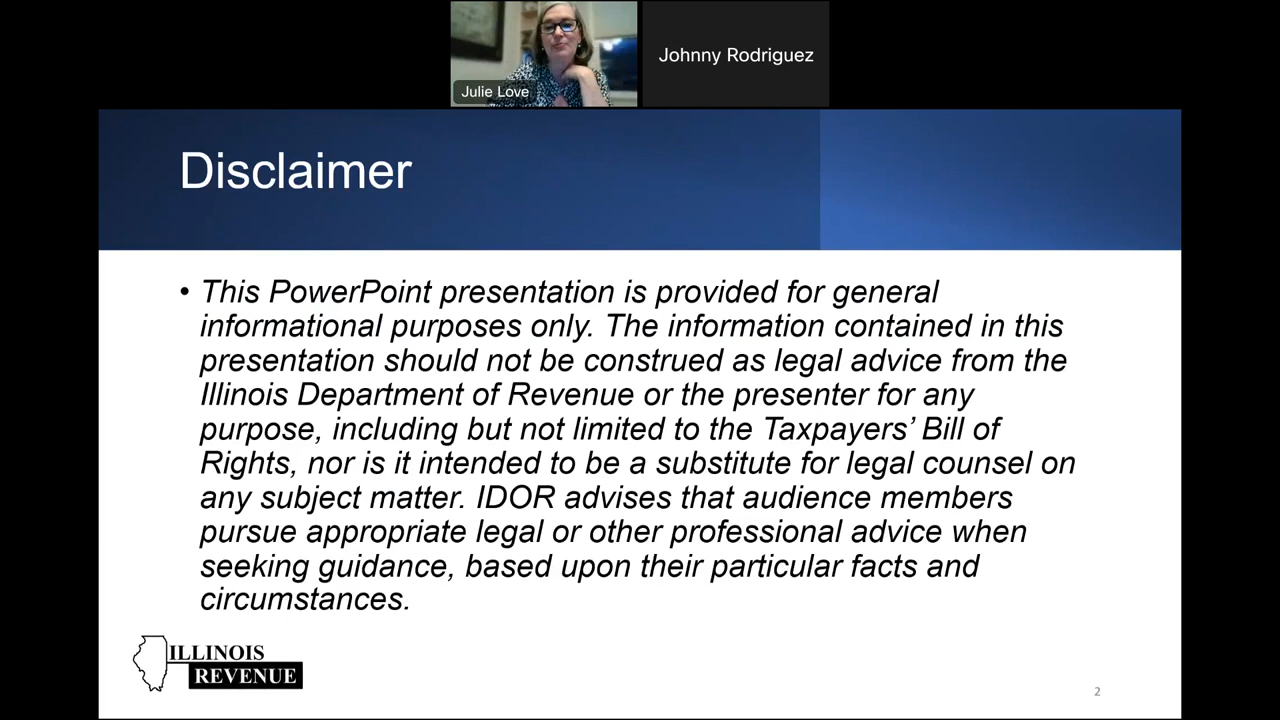 Julie Love
Johnny Rodriguez
Disclaimer
• This PowerPoint presentation is provided for general
informational purposes only. The information contained in this
presentation should not be construed as legal advice from the
Illinois Department of Revenue or the presenter for any
purpose, including but not limited to the Taxpayers’ Bill of
Rights, nor is it intended to be a substitute for legal counsel on
any subject matter. IDOR advises that audience members
pursue appropriate legal or other professional advice when
seeking guidance, based upon their particular facts and
circumstances.
ILLINOIS
REVENUE
2